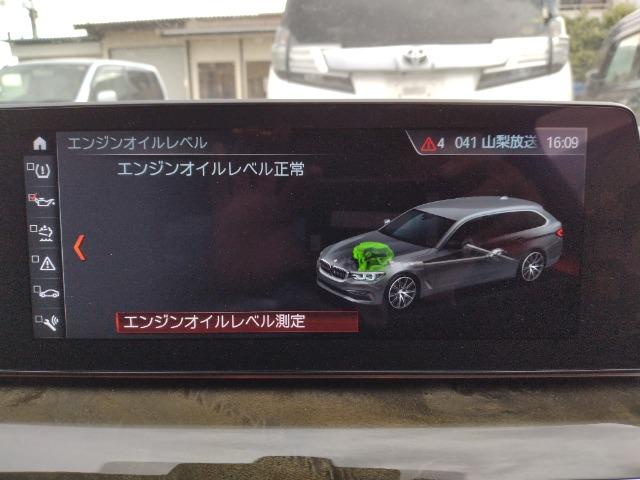 エンジンオイルレベル
4 041 山梨放送 16:09
エンジンオイルレベル正常
エンジンオイルレベル測定